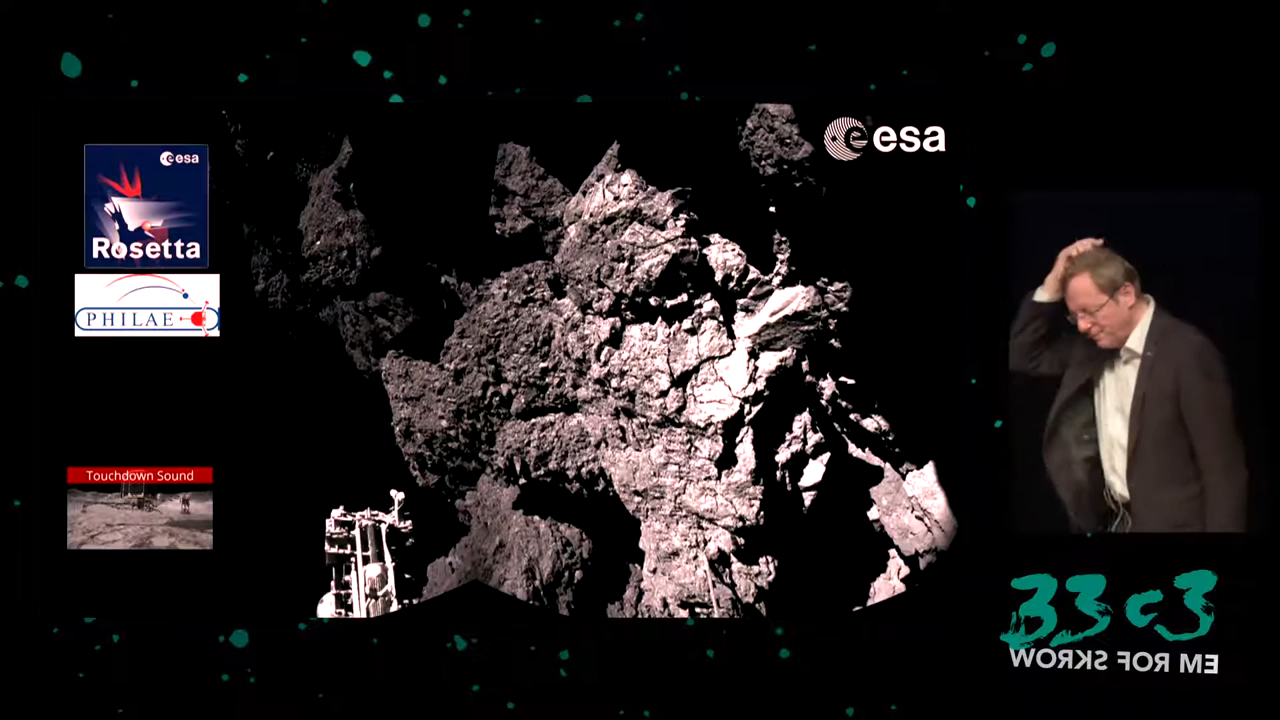 esa
esa
Rosetta
PHILAE
Touchdown Sound
33c3
WORKS FOR ME